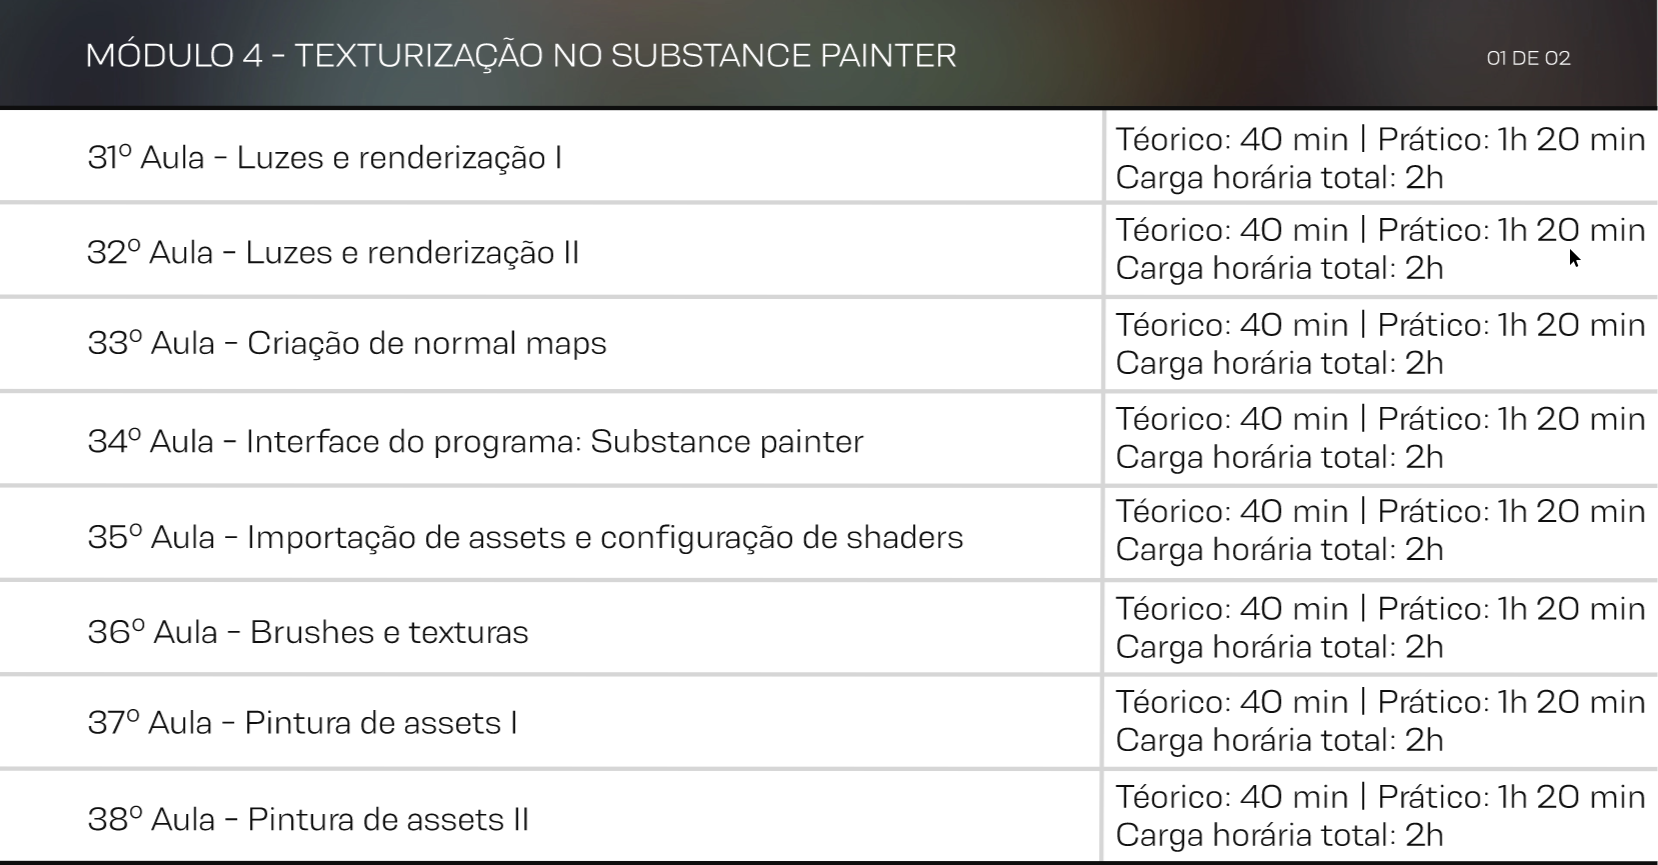 MÓDULO 4 - TEXTURIZAÇÃO NO SUBSTANCE PAINTER
01 DE 02
31º Aula - Luzes e renderização I
Téorico: 40 min | Prático: 1h 20 min
Carga horária total: 2h
32º Aula - Luzes e renderização II
Téorico: 40 min | Prático: 1h 20 min
Carga horária total: 2h
33º Aula - Criação de normal maps
Téorico: 40 min | Prático: 1h 20 min
Carga horária total: 2h
34º Aula - Interface do programa: Substance painter
Téorico: 40 min | Prático: 1h 20 min
Carga horária total: 2h
35º Aula - Importação de assets e configuração de shaders
Téorico: 40 min | Prático: 1h 20 min
Carga horária total: 2h
36º Aula - Brushes e texturas
Téorico: 40 min | Prático: 1h 20 min
Carga horária total: 2h
37º Aula - Pintura de assets I
Téorico: 40 min | Prático: 1h 20 min
Carga horária total: 2h
38º Aula - Pintura de assets II
Téorico: 40 min | Prático: 1h 20 min
Carga horária total: 2h